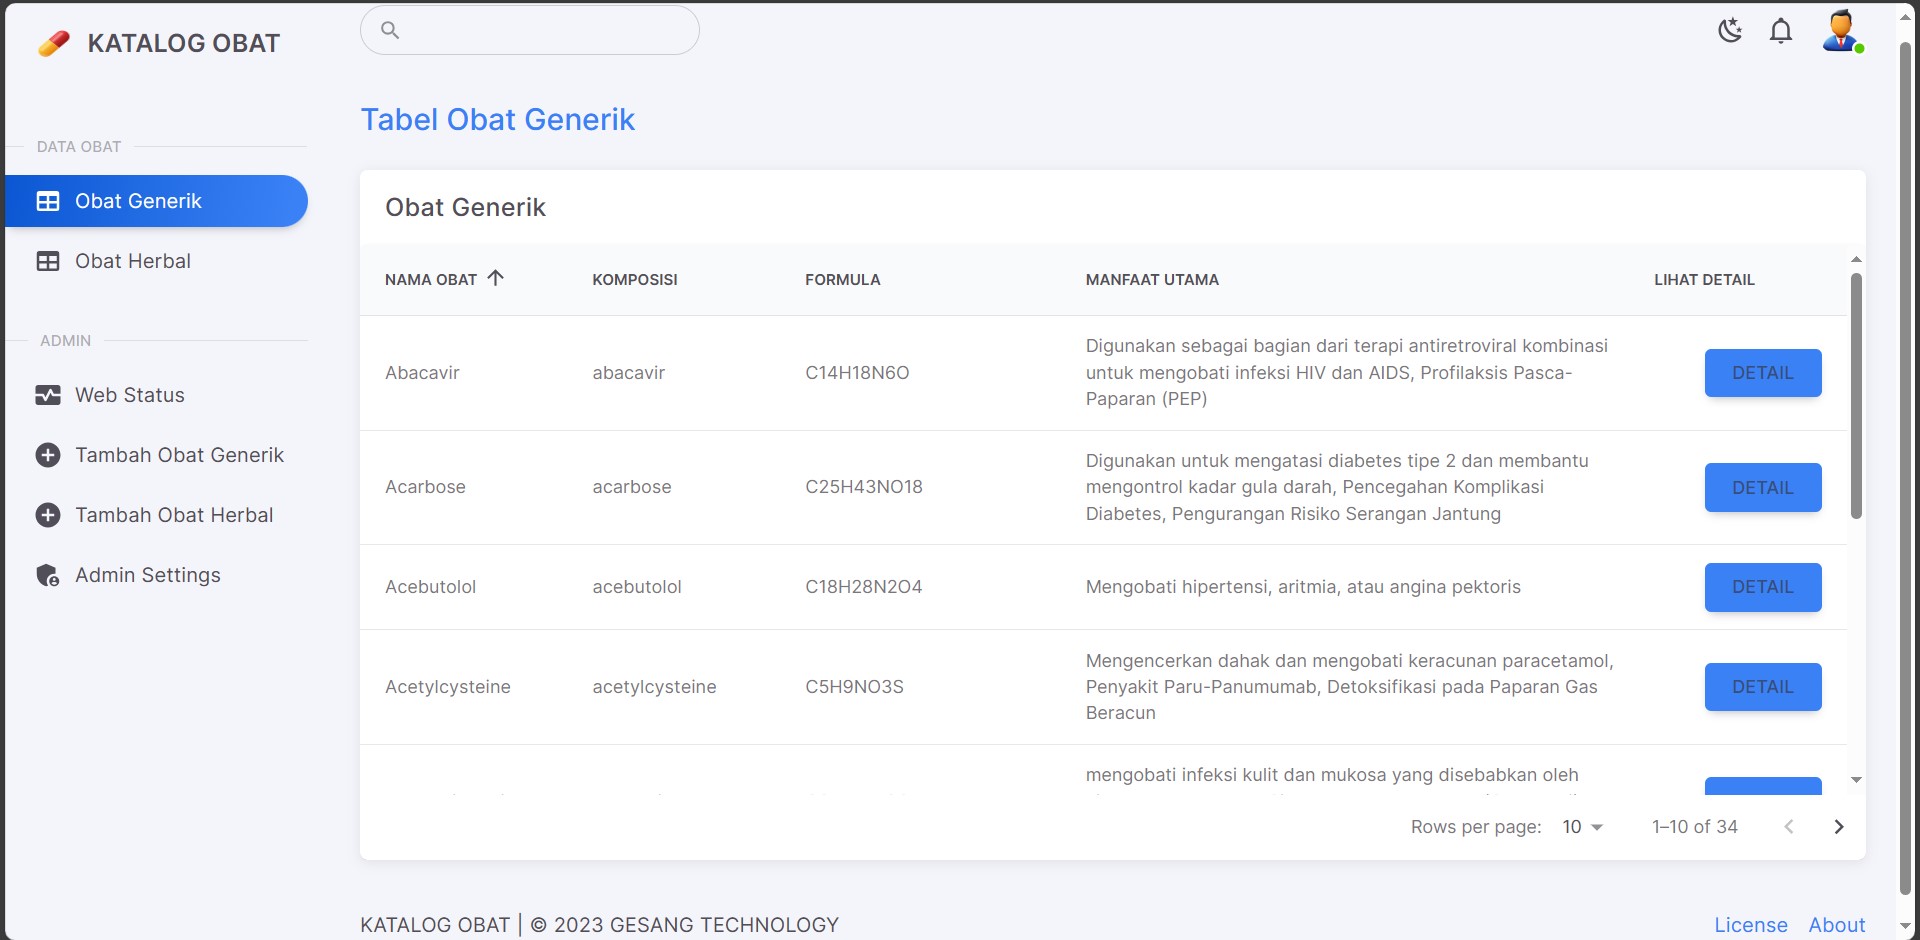 KATALOG OBAT
DATA OBAT
Obat Generik
Obat Herbal
ADMIN
Web Status
Tambah Obat Generik
Tambah Obat Herbal
Admin Settings
Tabel Obat Generik
Obat Generik
NAMA OBAT KOMPOSISI FORMULA MANFAAT UTAMA LIHAT DETAIL
Digunakan sebagai bagian dari terapi antiretroviral kombinasi
Abacavir abacavir C14H18N6O untuk mengobati infeksi HIV dan AIDS, Profilaksis Pasca- DETAIL
Paparan (PEP)
Digunakan untuk mengatasi diabetes tipe 2 dan membantu
Acarbose acarbose C25H43NO18 mengontrol kadar gula darah, Pencegahan Komplikasi DETAIL
Diabetes, Pengurangan Risiko Serangan Jantung
Acebutolol acebutolol C18H28N2O4 Mengobati hipertensi, aritmia, atau angina pektoris DETAIL
Mengencerkan dahak dan mengobati keracunan paracetamol,
Acetylcysteine acetylcysteine C5H9NO3S Penyakit Paru-Panumumab, Detoksifikasi pada Paparan Gas DETAIL
Beracun
mengobati infeksi kulit dan mukosa yang disebabkan oleh
Rows per page: 10 1–10 of 34
KATALOG OBAT | © 2023 GESANG TECHNOLOGY License About